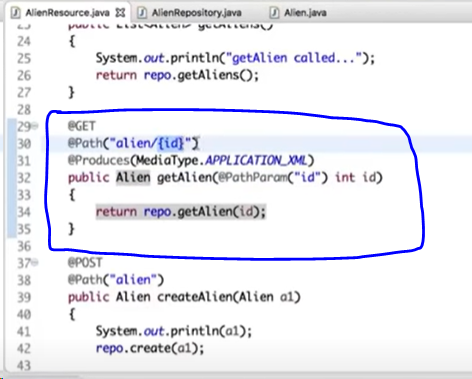 AlienResource.java AlienRepository.java Alien.java
public List<Alien> getAliens()
24 {
25 System.out.println("getAlien called...");
26 return repo.getAliens();
27 }
28
29 @GET
30 @Path("alien/{id}")
31 @Produces(MediaType.APPLICATION_XML)
32 public Alien getAlien(@PathParam("id") int id)
33 {
34 return repo.getAlien(id);
35 }
36
37 @POST
38 @Path("alien")
39 public Alien createAlien(Alien a1)
40 {
41 System.out.println(a1);
42 repo.create(a1);
43